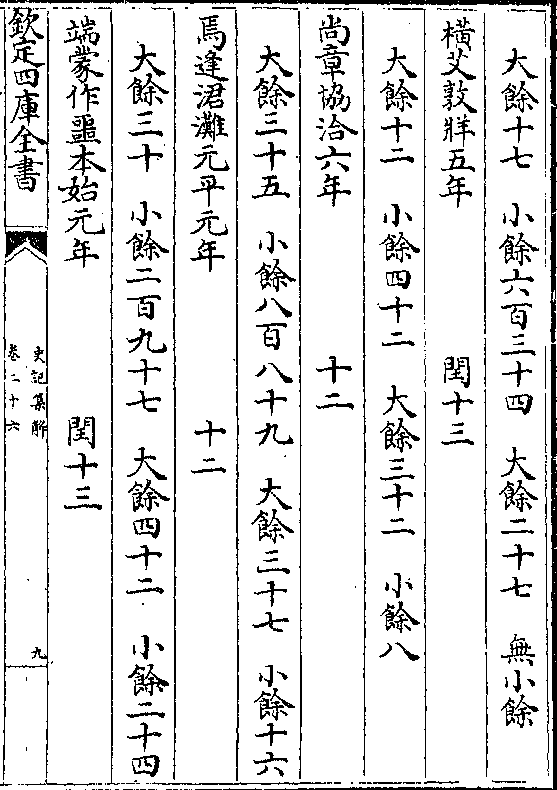 大餘十七　小餘六百三十四　大餘二十七　無小餘
橫艾敦牂五年　閏十三
大餘十二　小餘四十二　大餘三十二　小餘八
尚章協洽六年　十二
大餘三十五　小餘八百八十九　大餘三十七　小餘十六
焉逢涒灘元平元年　十二
大餘三十　小餘二百九十七　大餘四十二　小餘二十四
端蒙作噩本始元年　閏十三
欽定四庫全書
史記集解
卷二十六
九